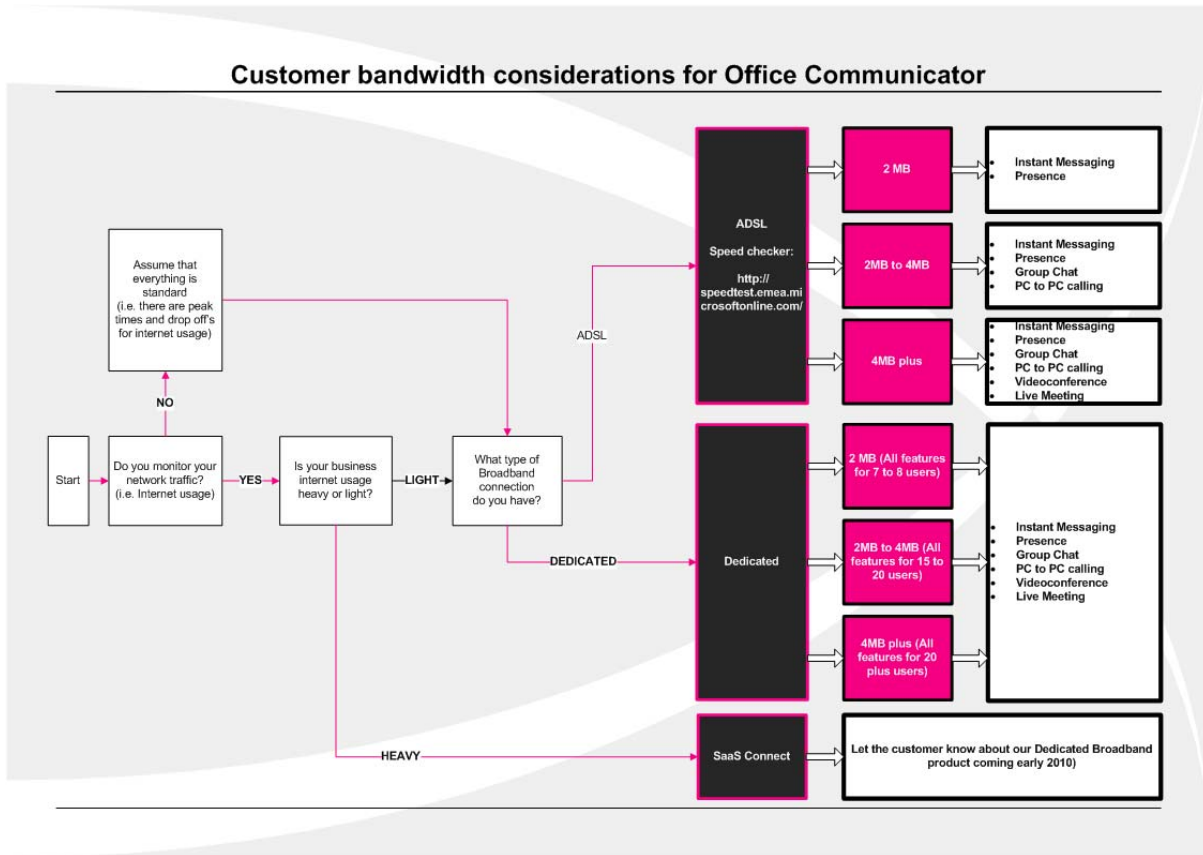 Customer bandwidth considerations for Office Communicator
Start
Do you monitor your
network traffic?
(i.e. Internet usage)
NO
Assume that
everything is
standard
(i.e. there are peak
times and drop off's
for internet usage)
YES
Is your business
internet usage
heavy or light?
LIGHT
What type of
Broadband
connection
do you have?
ADSL
DEDICATED
HEAVY
ADSL
Speed checker:
http://
speedtest.emea.mi
crosoftonline.com/
2 MB
• Instant Messaging
• Presence
2MB to 4MB
• Instant Messaging
• Presence
• Group Chat
• PC to PC calling
4MB plus
• Instant Messaging
• Presence
• Group Chat
• PC to PC calling
• Videoconference
• Live Meeting
Dedicated
2 MB (All features
for 7 to 8 users)
2MB to 4MB (All
features for 15 to
20 users)
4MB plus (All
features for 20
plus users)
• Instant Messaging
• Presence
• Group Chat
• PC to PC calling
• Videoconference
• Live Meeting
SaaS Connect
Let the customer know about our Dedicated Broadband
product coming early 2010)